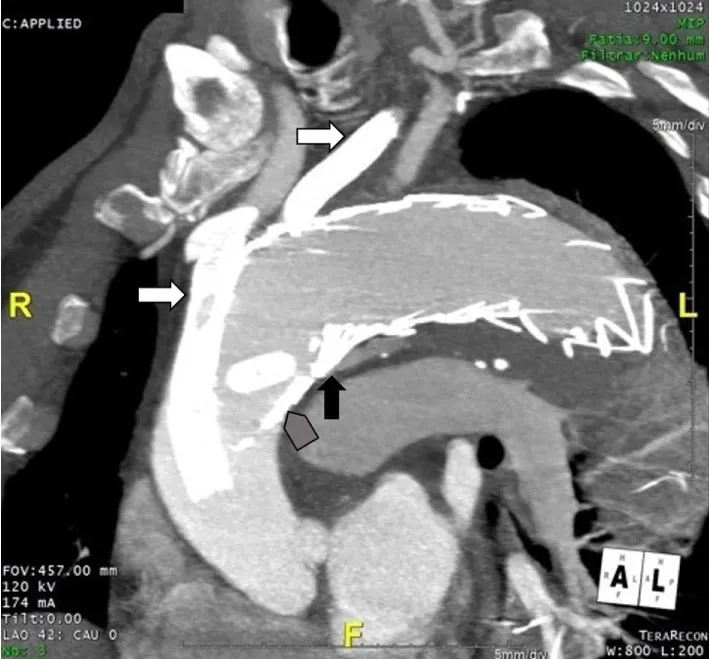 C:APPLIED
1024x1024
MIP
Fatia:9.00 mm
Filtrar:Nenhum
5mm/div
R
L
FOV:457.00 mm
120 kV
174 mA
Tilt:0.00
LAO 42: CAU 0
No: 3
F
5mm/div
H
H
R A L
A L P
F
F
TERARECON
W:800 L:200